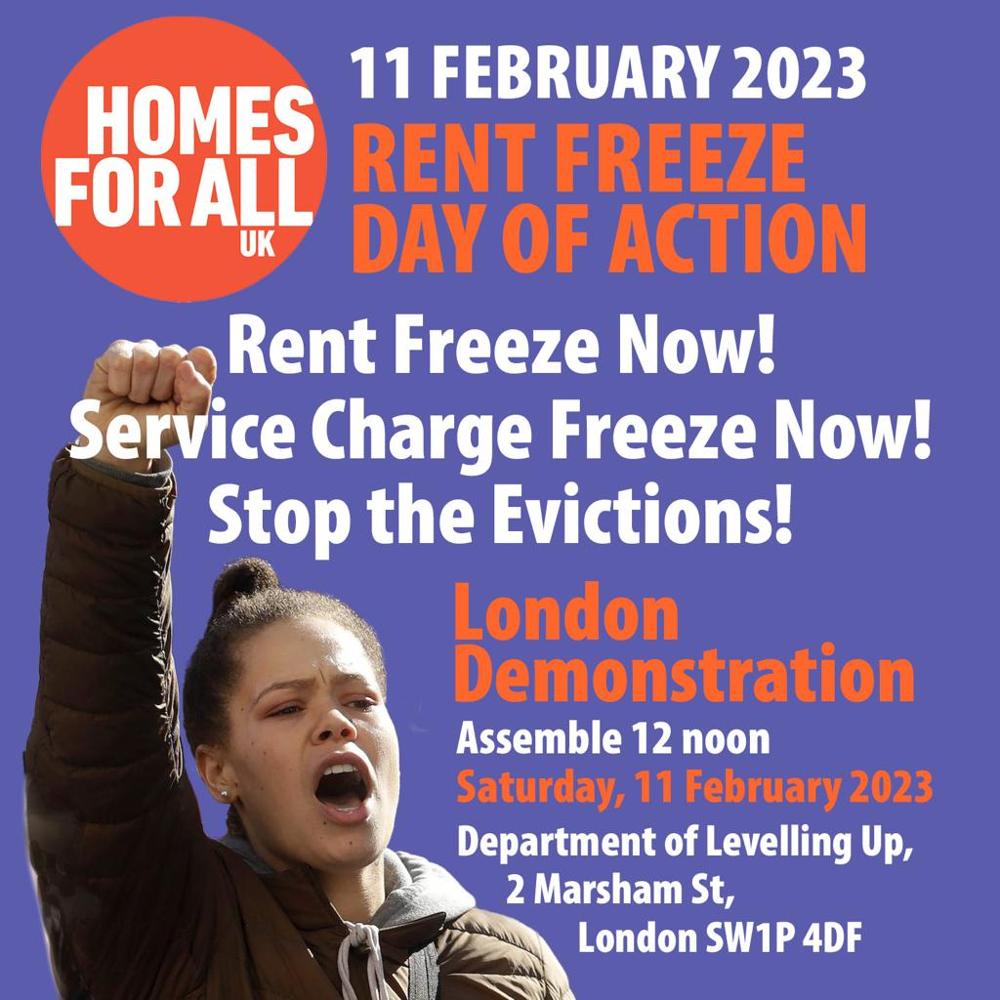 HOMES
FOR ALL
UK
11 FEBRUARY 2023
RENT FREEZE
DAY OF ACTION
Rent Freeze Now!
Service Charge Freeze Now!
Stop the Evictions!
London
Demonstration
Assemble 12 noon
Saturday, 11 February 2023
Department of Levelling Up,
2 Marsham St,
London SW1P 4DF